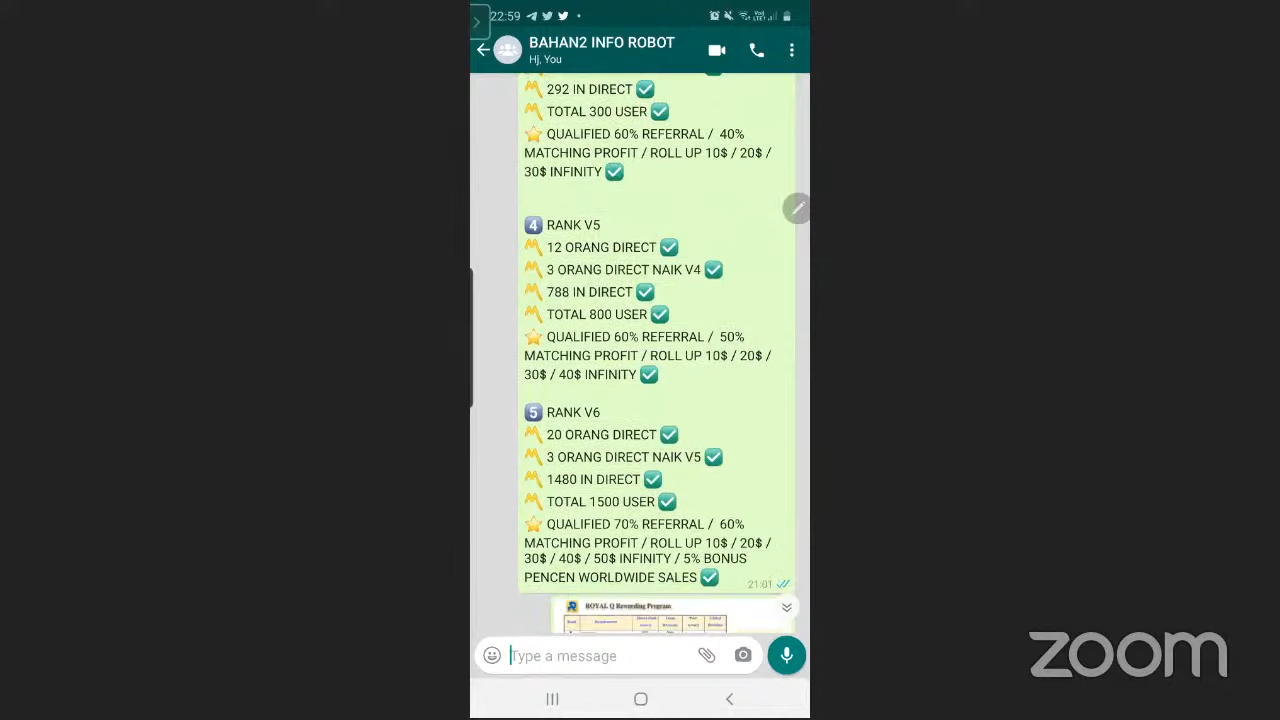 22:59
BAHAN2 INFO ROBOT
Hj, You
292 IN DIRECT ✅
TOTAL 300 USER ✅
⭐ QUALIFIED 60% REFERRAL / 40%
MATCHING PROFIT / ROLL UP 10$ / 20$ /
30$ INFINITY ✅
4️⃣ RANK V5
12 ORANG DIRECT ✅
3 ORANG DIRECT NAIK V4 ✅
788 IN DIRECT ✅
TOTAL 800 USER ✅
⭐ QUALIFIED 60% REFERRAL / 50%
MATCHING PROFIT / ROLL UP 10$ / 20$ /
30$ / 40$ INFINITY ✅
5️⃣ RANK V6
20 ORANG DIRECT ✅
3 ORANG DIRECT NAIK V5 ✅
1480 IN DIRECT ✅
TOTAL 1500 USER ✅
⭐ QUALIFIED 70% REFERRAL / 60%
MATCHING PROFIT / ROLL UP 10$ / 20$ /
30$ / 40$ / 50$ INFINITY / 5% BONUS
PENCEN WORLDWIDE SALES ✅
21:01
ROYAL Q Rewarding Program
Type a message
zoom